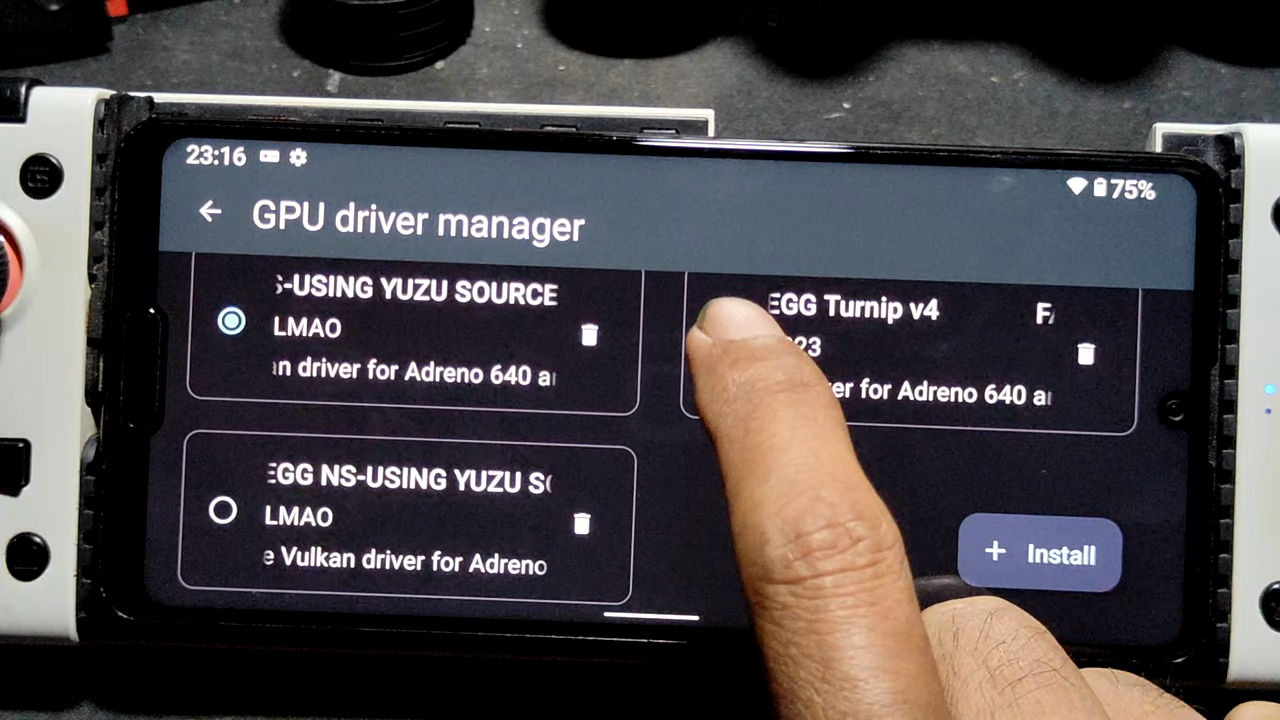 23:16
75%
GPU driver manager
-USING YUZU SOURCE
LMAO
driver for Adreno 640
EGG Turnip v4
23
for Adreno 640
EGG NS-USING YUZU
LMAO
Vulkan driver for Adreno
+ Install